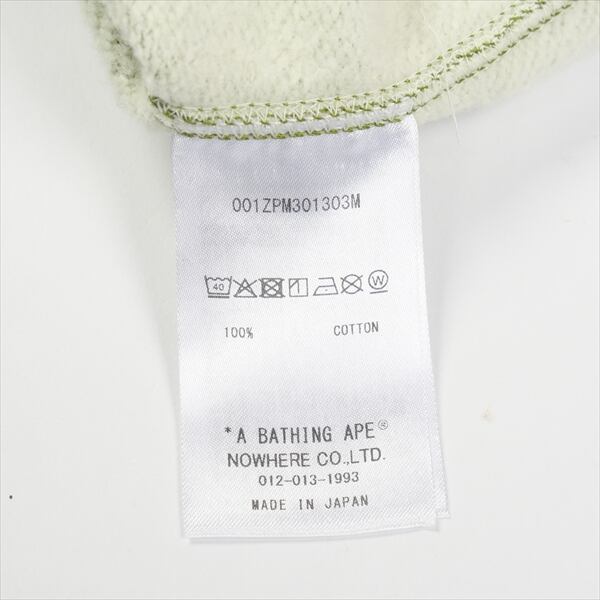 001ZPM301303M
40 W
100% COTTON
*A BATHING APE®
NOWHERE CO.,LTD.
012-013-1993
MADE IN JAPAN